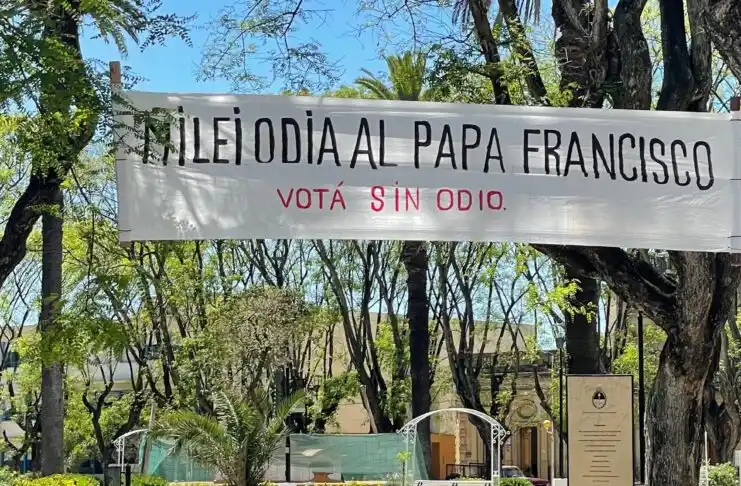 MILEI ODIA AL PAPA FRANCISCO
VOTÁ SIN ODIO.